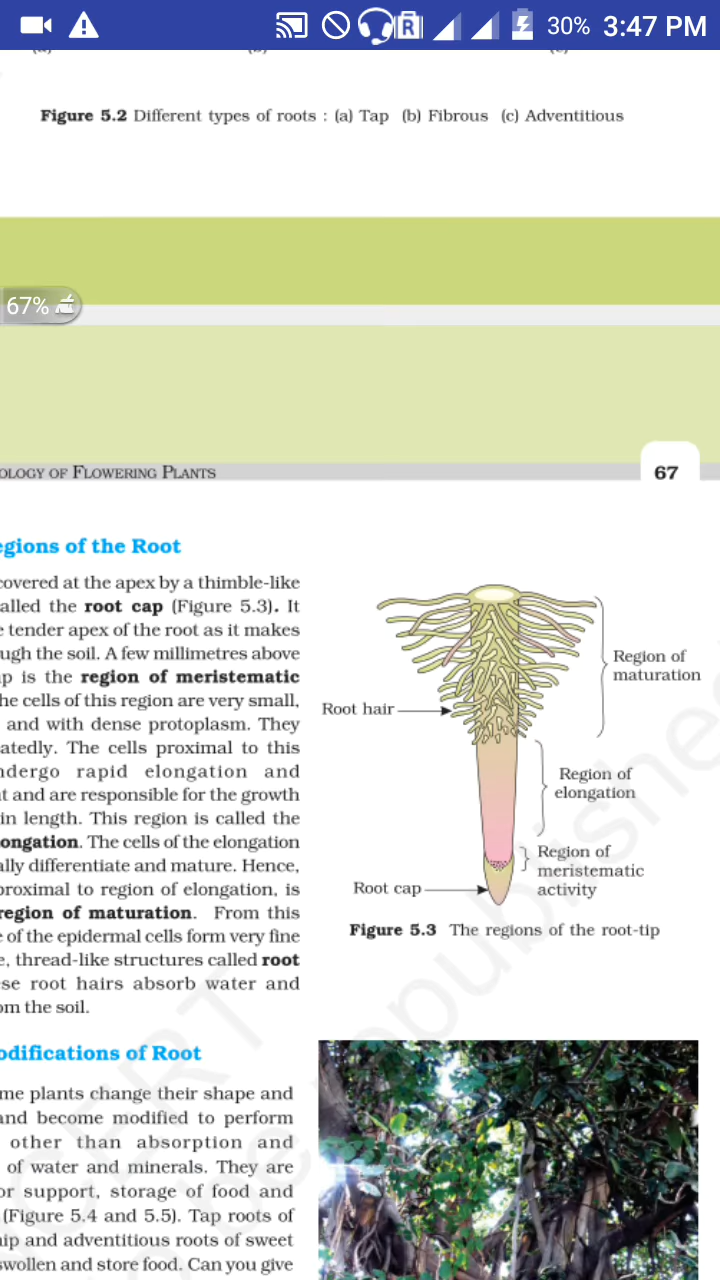 30% 3:47 PM
Figure 5.2 Different types of roots : (a) Tap (b) Fibrous (c) Adventitious
67%
OLOGY OF FLOWERING PLANTS
67
egions of the Root
covered at the apex by a thimble-like
alled the root cap (Figure 5.3). It
e tender apex of the root as it makes
ugh the soil. A few millimetres above
ap is the region of meristematic
he cells of this region are very small,
and with dense protoplasm. They
atedly. The cells proximal to this
ndergo rapid elongation and
nt and are responsible for the growth
in length. This region is called the
ongation. The cells of the elongation
ally differentiate and mature. Hence,
proximal to region of elongation, is
region of maturation. From this
e of the epidermal cells form very fine
e, thread-like structures called root
ese root hairs absorb water and
om the soil.
Region of
maturation
Root hair
Region of
elongation
Region of
meristematic
activity
Root cap
Figure 5.3 The regions of the root-tip
odifications of Root
me plants change their shape and
and become modified to perform
other than absorption and
of water and minerals. They are
or support, storage of food and
(Figure 5.4 and 5.5). Tap roots of
nip and adventitious roots of sweet
swollen and store food. Can you give